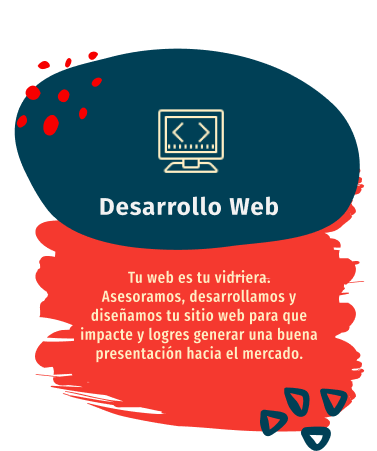 Desarrollo Web
Tu web es tu vidriera.
Asesoramos, desarrollamos y
diseñamos tu sitio web para que
impacte y logres generar una buena
presentación hacia el mercado.